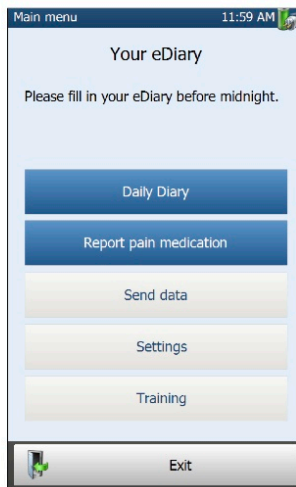 Main menu 11:59 AM
Your eDiary
Please fill in your eDiary before midnight.
Daily Diary
Report pain medication
Send data
Settings
Training
Exit